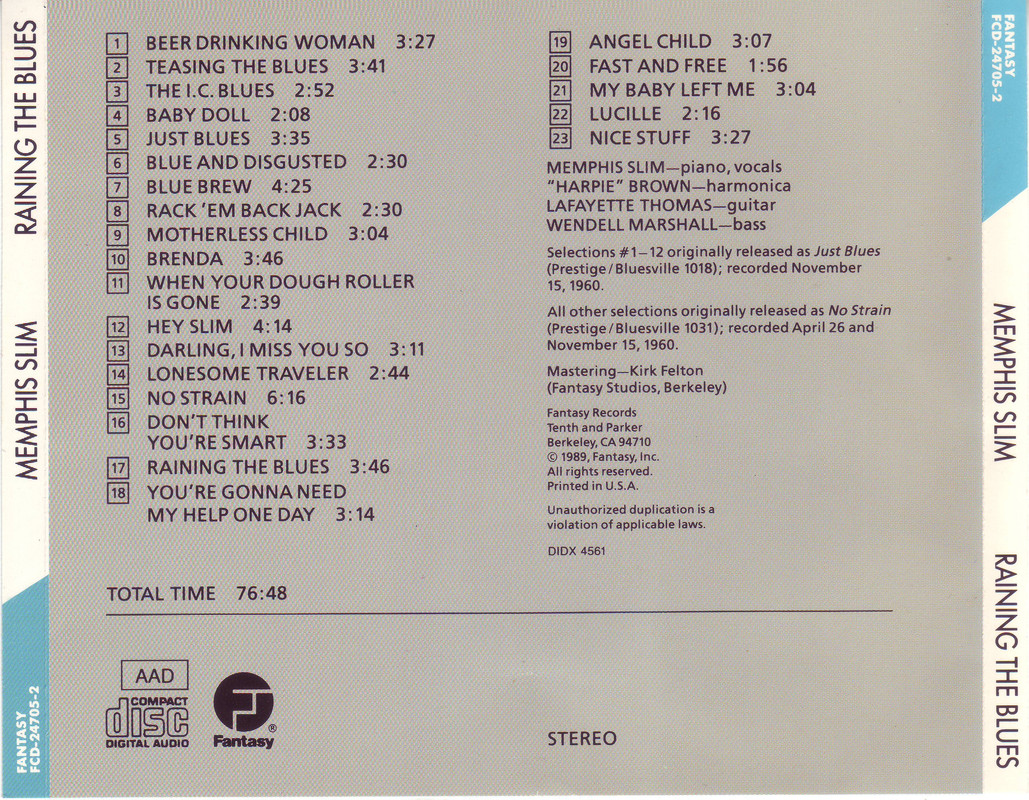 RAINING THE BLUES
MEMPHIS SLIM
FANTASY
FCD-24705-2
1 BEER DRINKING WOMAN 3:27
2 TEASING THE BLUES 3:41
3 THE I.C. BLUES 2:52
4 BABY DOLL 2:08
5 JUST BLUES 3:35
6 BLUE AND DISGUSTED 2:30
7 BLUE BREW 4:25
8 RACK 'EM BACK JACK 2:30
9 MOTHERLESS CHILD 3:04
10 BRENDA 3:46
11 WHEN YOUR DOUGH ROLLER
IS GONE 2:39
12 HEY SLIM 4:14
13 DARLING, I MISS YOU SO 3:11
14 LONESOME TRAVELER 2:44
15 NO STRAIN 6:16
16 DON'T THINK
YOU'RE SMART 3:33
17 RAINING THE BLUES 3:46
18 YOU'RE GONNA NEED
MY HELP ONE DAY 3:14
19 ANGEL CHILD 3:07
20 FAST AND FREE 1:56
21 MY BABY LEFT ME 3:04
22 LUCILLE 2:16
23 NICE STUFF 3:27
MEMPHIS SLIM—piano, vocals
"HARPIE" BROWN—harmonica
LAFAYETTE THOMAS—guitar
WENDELL MARSHALL—bass
Selections #1–12 originally released as Just Blues
(Prestige/Bluesville 1018); recorded November
15, 1960.
All other selections originally released as No Strain
(Prestige/Bluesville 1031); recorded April 26 and
November 15, 1960.
Mastering—Kirk Felton
(Fantasy Studios, Berkeley)
Fantasy Records
Tenth and Parker
Berkeley, CA 94710
© 1989, Fantasy, Inc.
All rights reserved.
Printed in U.S.A.
Unauthorized duplication is a
violation of applicable laws.
DIDX 4561
TOTAL TIME 76:48
AAD
COMPACT
disc
DIGITAL AUDIO
Fantasy®
STEREO
FANTASY
FCD-24705-2
MEMPHIS SLIM
RAINING THE BLUES